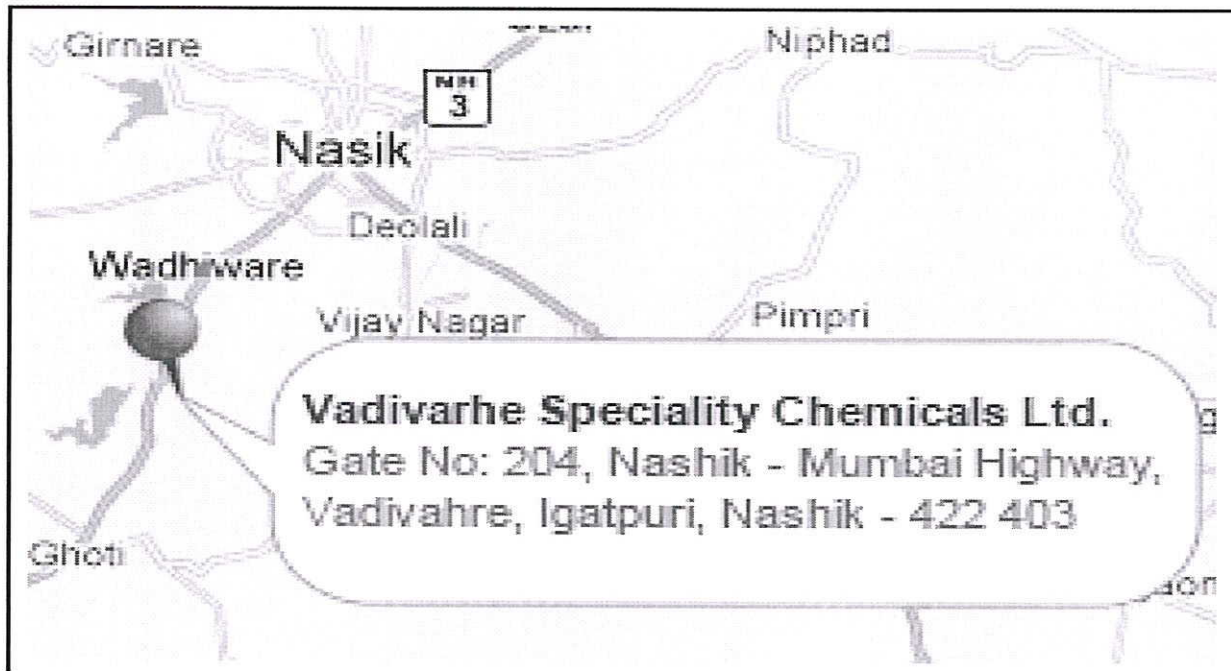 Girnare
Niphad
NH
3
Nasik
Deolali
Wadhiware
Vijay Nagar
Pimpri
Vadivarhe Speciality Chemicals Ltd.
Gate No: 204, Nashik - Mumbai Highway,
Vadivahre, Igatpuri, Nashik - 422 403
Ghoti